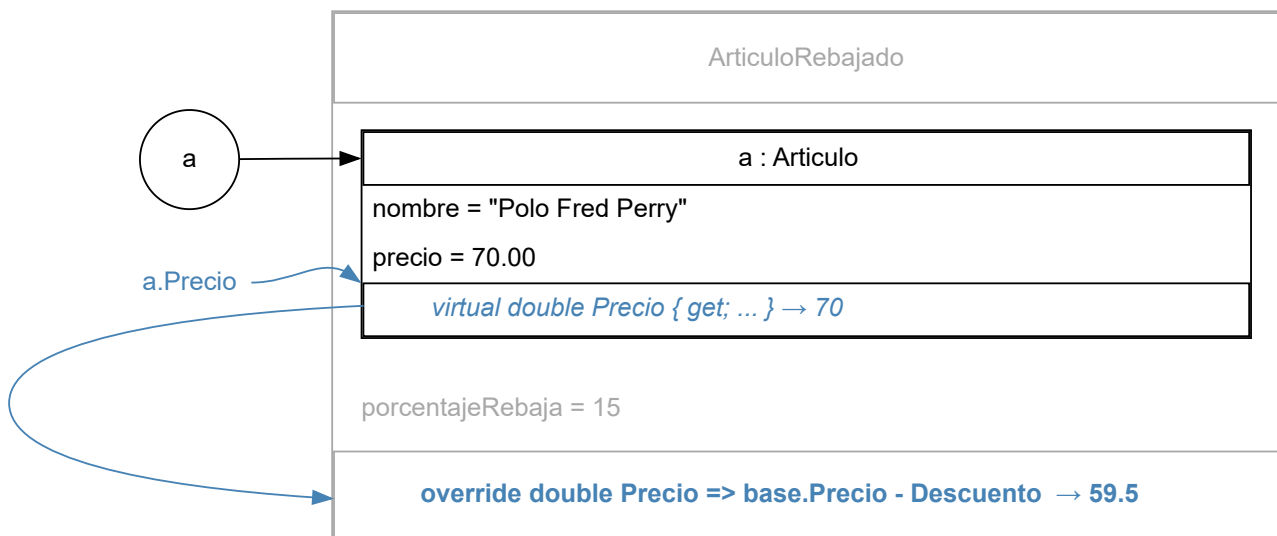 ArticuloRebajado
a
a : Articulo
nombre = "Polo Fred Perry"
precio = 70.00
a.Precio
virtual double Precio { get; ... } → 70
porcentajeRebaja = 15
override double Precio => base.Precio - Descuento → 59.5